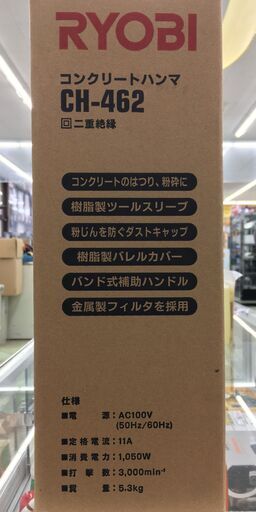 RYOBI
コンクリートハンマ
CH-462
回 二重絶縁
コンクリートのはつり、粉砕に
樹脂製ツールスリーブ
粉じんを防ぐダストキャップ
樹脂製バレルカバー
バンド式補助ハンドル
金属製フィルタを採用
仕様
■電源：AC100V
(50Hz/60Hz)
■定格電流：11A
■消費電力：1,050W
■打撃数：3,000min⁻¹
■質量：5.3kg